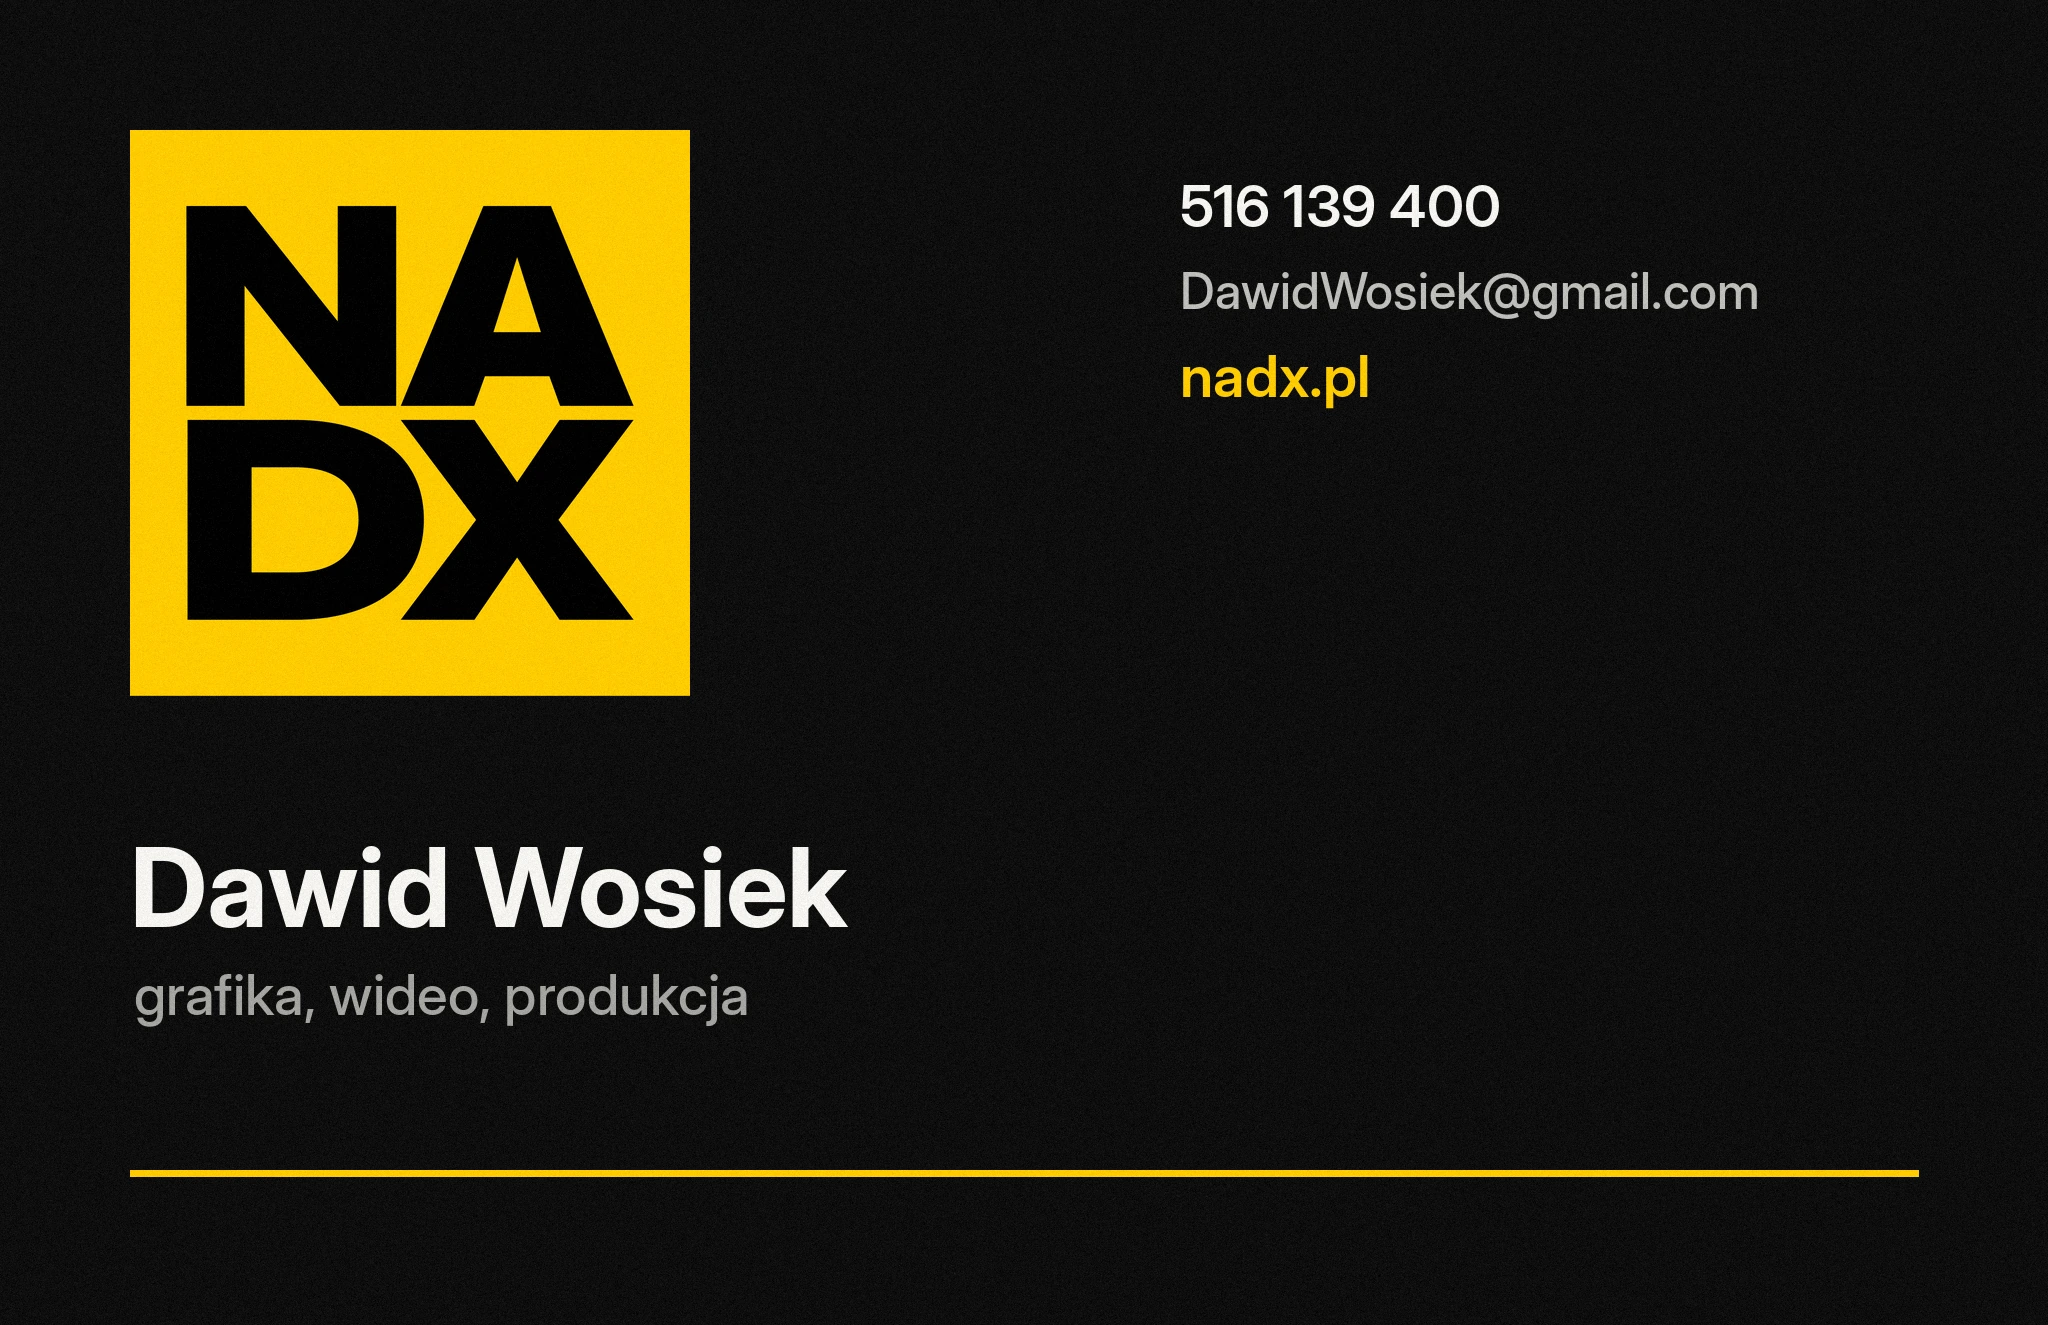 NA
DX
516 139 400
DawidWosiek@gmail.com
nadx.pl
Dawid Wosiek
grafika, wideo, produkcja